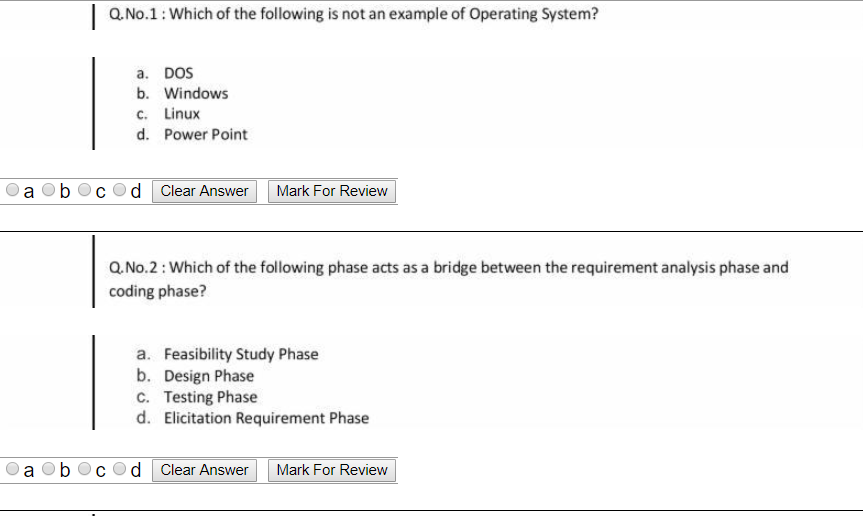 Q.No.1 : Which of the following is not an example of Operating System?
a. DOS
b. Windows
c. Linux
d. Power Point
a b c d Clear Answer Mark For Review
Q.No.2 : Which of the following phase acts as a bridge between the requirement analysis phase and
coding phase?
a. Feasibility Study Phase
b. Design Phase
c. Testing Phase
d. Elicitation Requirement Phase
a b c d Clear Answer Mark For Review